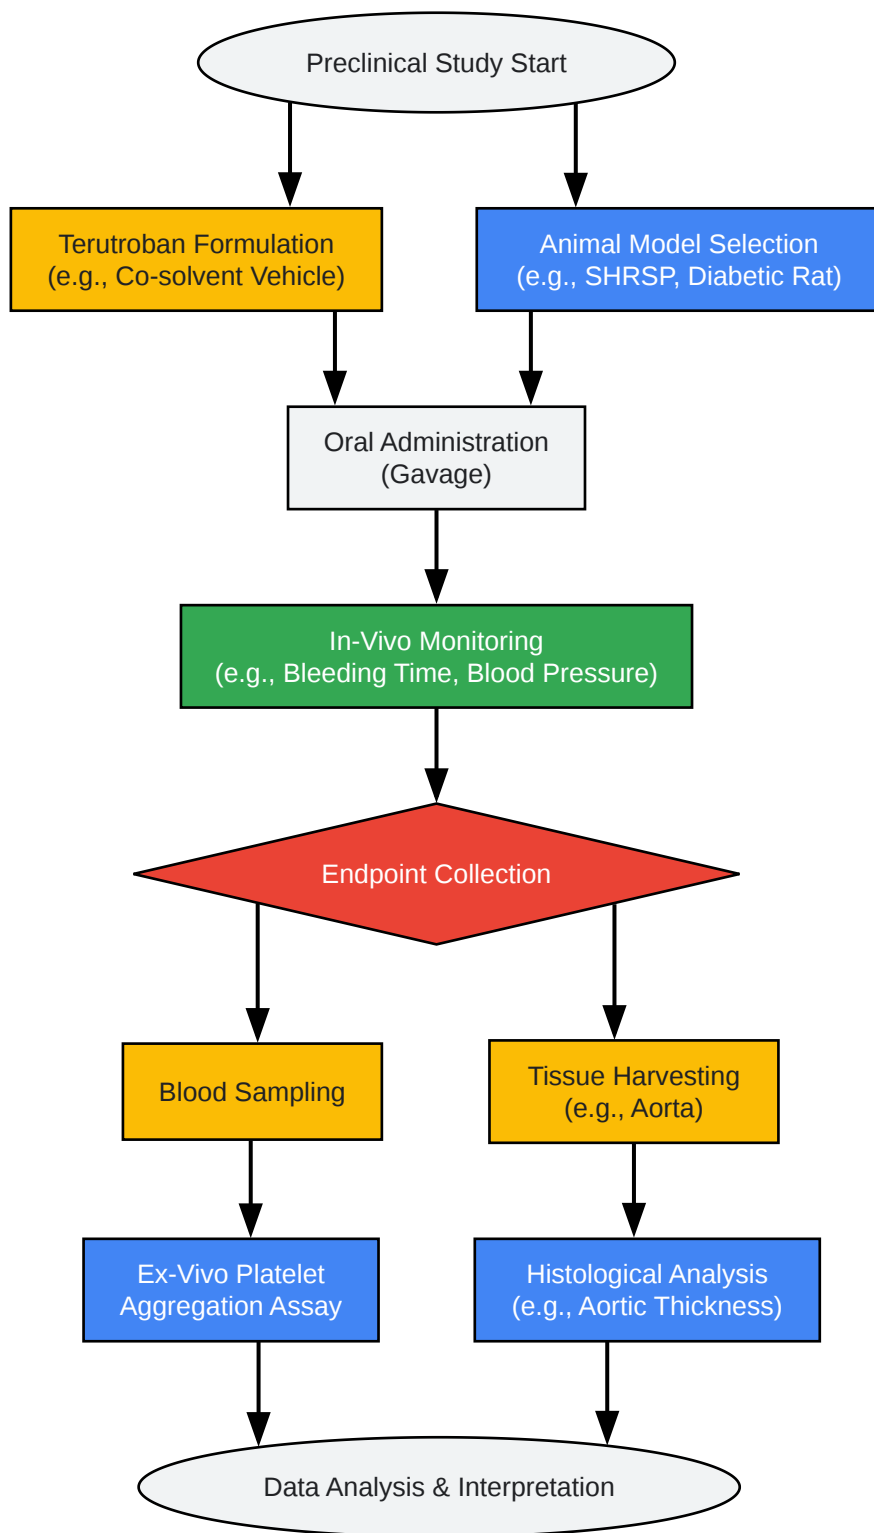 Preclinical Study Start
Terutroban Formulation
(e.g., Co-solvent Vehicle)
Animal Model Selection
(e.g., SHRSP, Diabetic Rat)
Oral Administration
(Gavage)
In-Vivo Monitoring
(e.g., Bleeding Time, Blood Pressure)
Endpoint Collection
Blood Sampling
Tissue Harvesting
(e.g., Aorta)
Ex-Vivo Platelet
Aggregation Assay
Histological Analysis
(e.g., Aortic Thickness)
Data Analysis & Interpretation